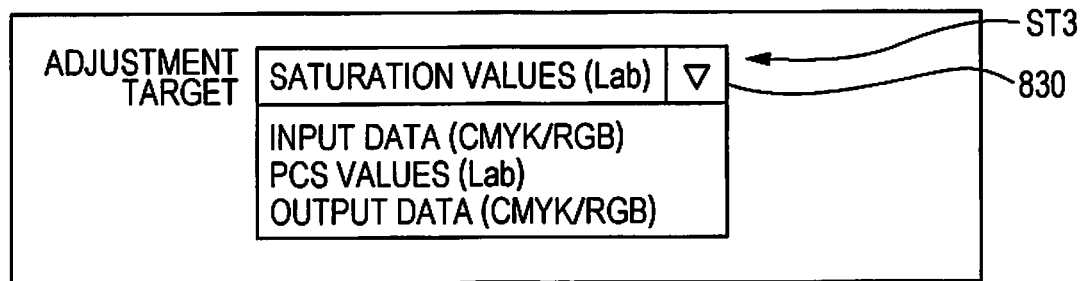 ST3
ADJUSTMENT
TARGET
SATURATION VALUES (Lab) ▽
830
INPUT DATA (CMYK/RGB)
PCS VALUES (Lab)
OUTPUT DATA (CMYK/RGB)